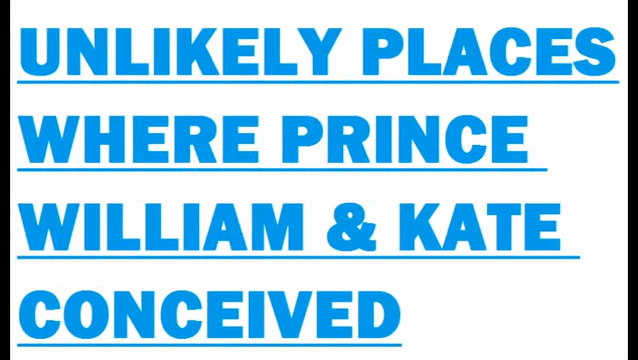 UNLIKELY PLACES
WHERE PRINCE
WILLIAM & KATE
CONCEIVED